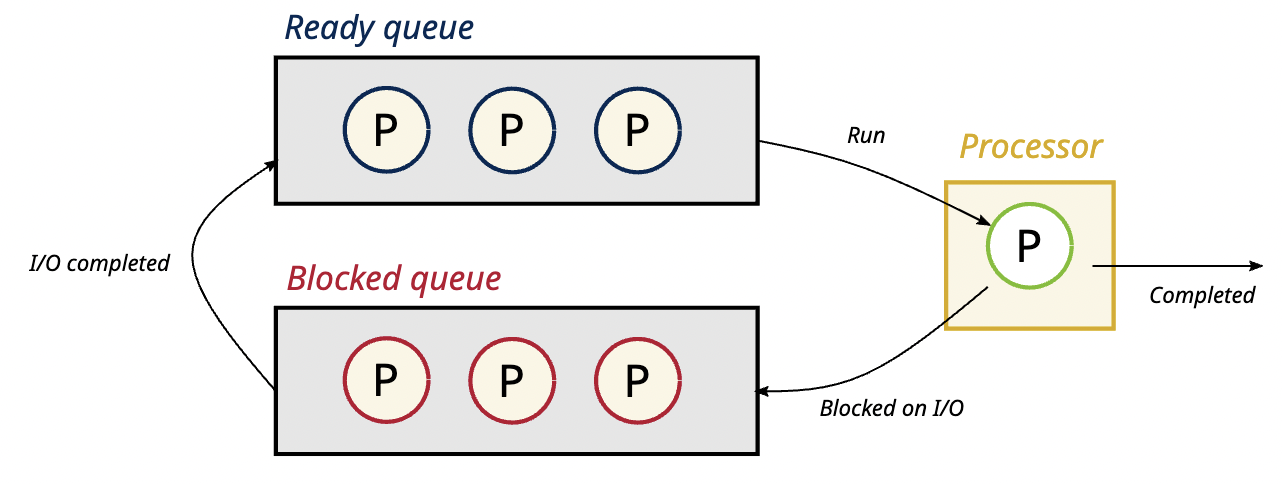 Ready queue
P P P
Run
Processor
P
I/O completed
Blocked queue
Completed
P P P
Blocked on I/O